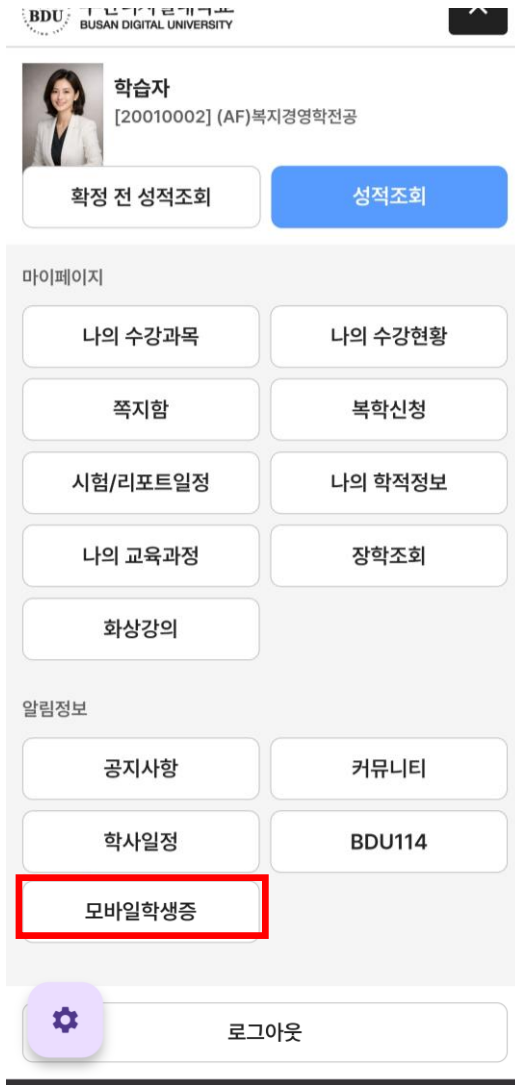 BDU
BUSAN DIGITAL UNIVERSITY
학습자
[20010002] (AF)복지경영학전공
확정 전 성적조회
성적조회
마이페이지
나의 수강과목
나의 수강현황
쪽지함
복학신청
시험/리포트일정
나의 학적정보
나의 교육과정
장학조회
화상강의
알림정보
공지사항
커뮤니티
학사일정
BDU114
모바일학생증
로그아웃